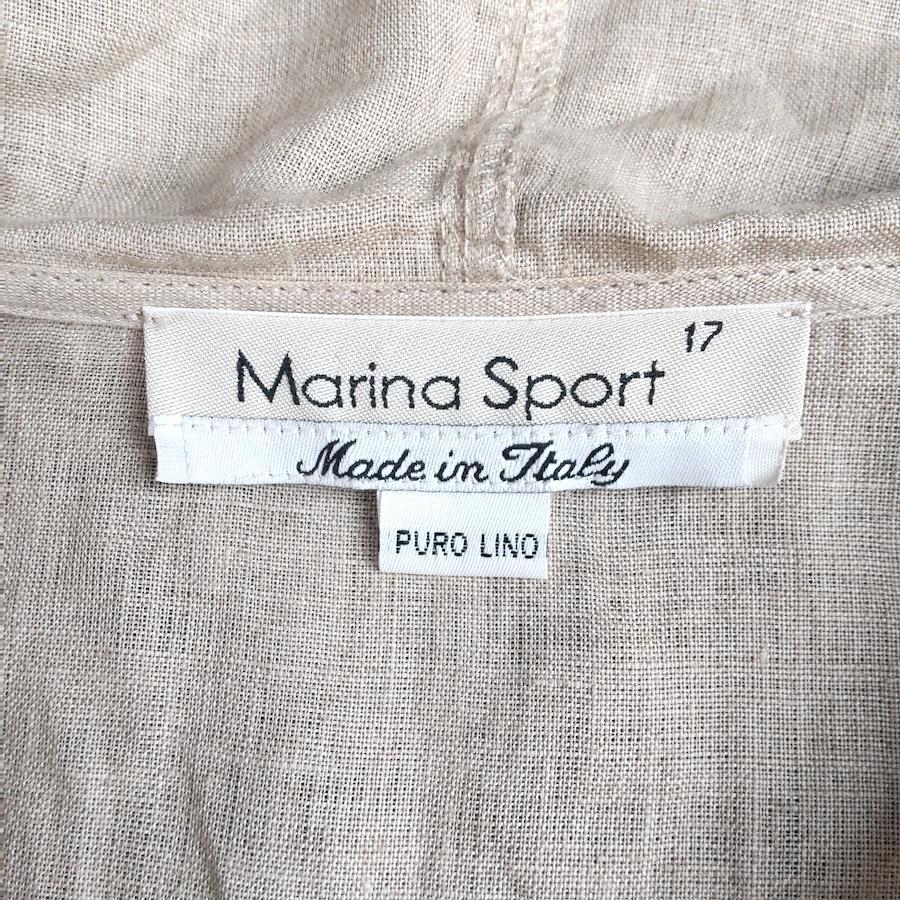 17
Marina Sport
Made in Italy
PURO LINO